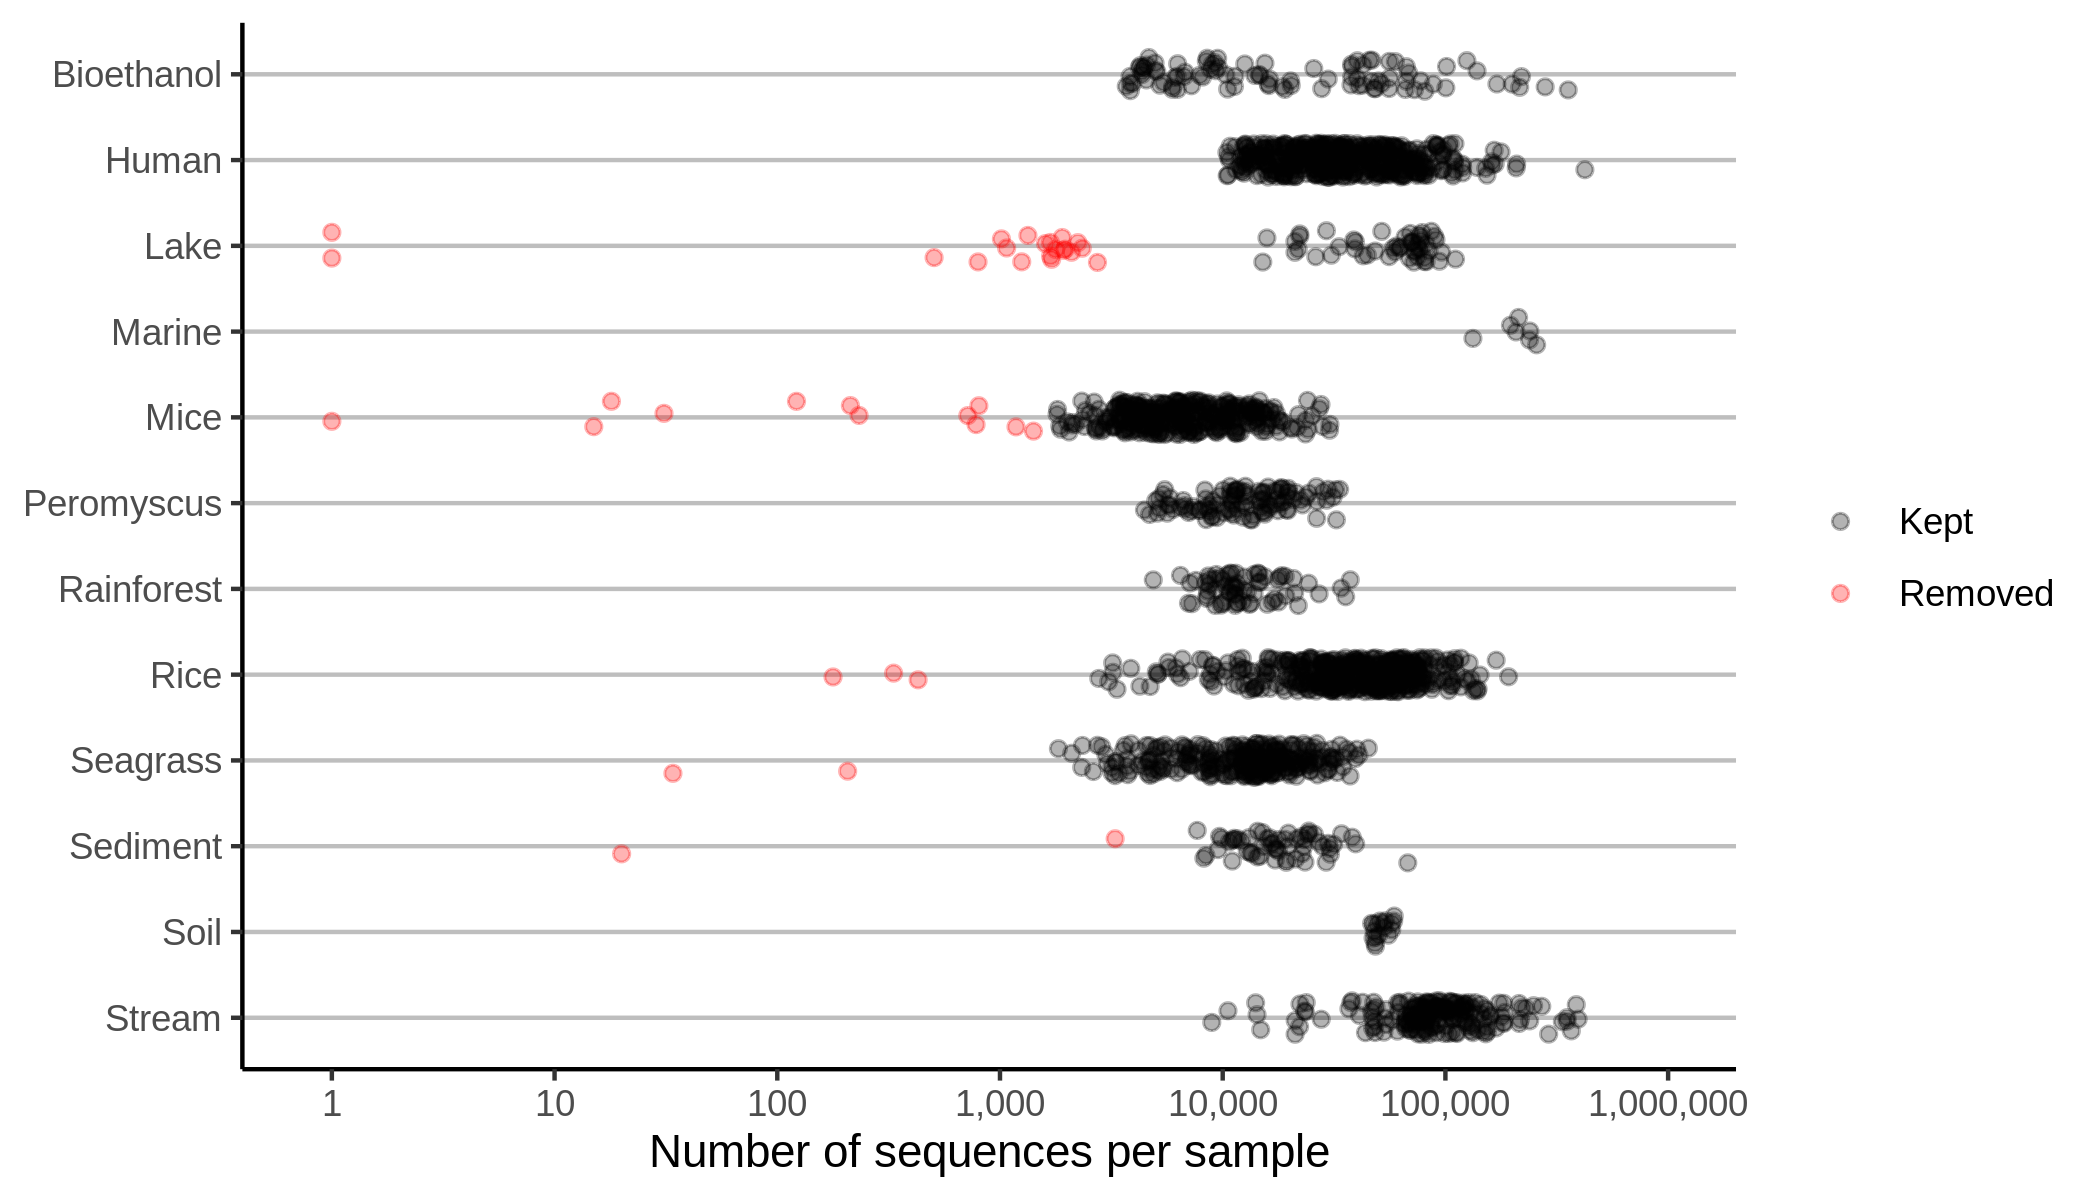 Bioethanol
Human
Lake
Marine
Mice
Peromyscus
Rainforest
Rice
Seagrass
Sediment
Soil
Stream
1 10 100 1,000 10,000 100,000 1,000,000
Number of sequences per sample
Kept
Removed